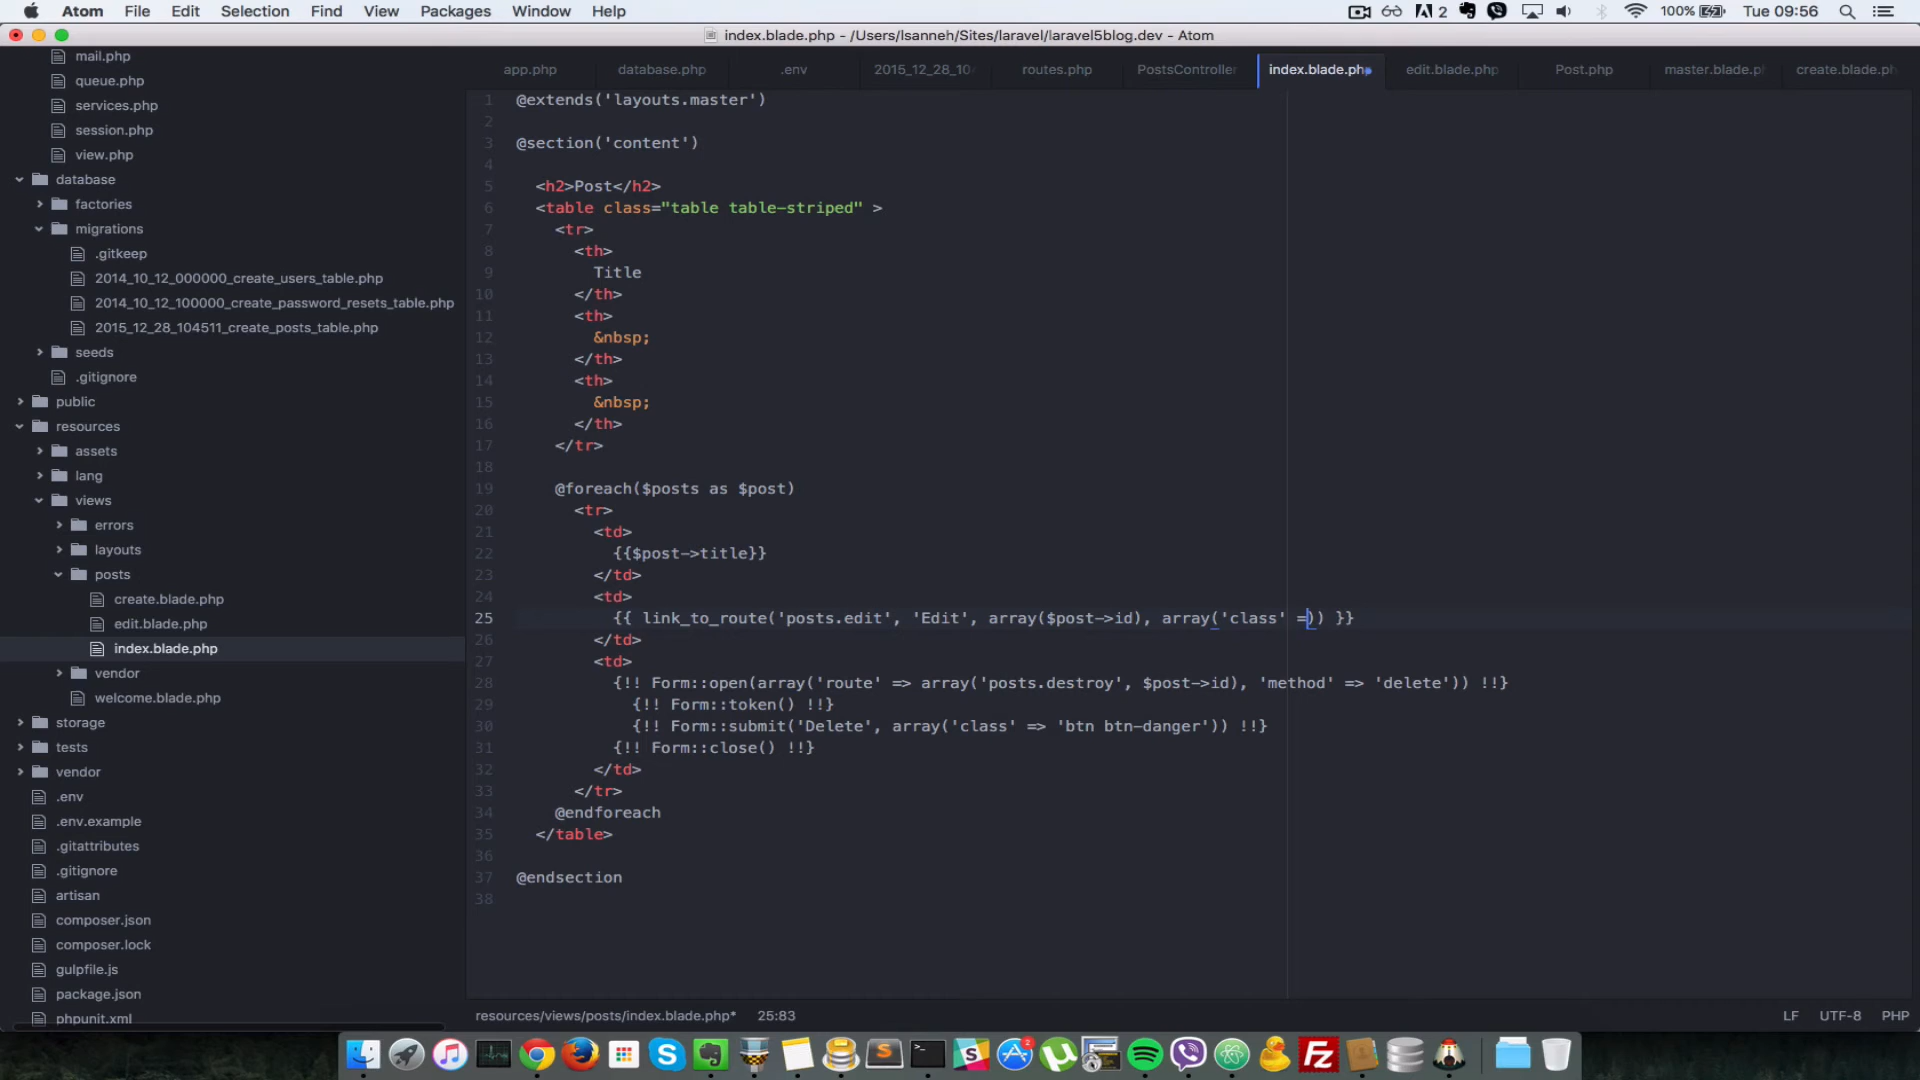 Atom File Edit Selection Find View Packages Window Help 2 100% Tue 09:56
index.blade.php - /Users/lsanneh/Sites/laravel/laravel5blog.dev - Atom
app.php database.php .env 2015_12_28_10 routes.php PostsController index.blade.php edit.blade.php Post.php master.blade.p create.blade.ph
mail.php
queue.php
services.php
session.php
view.php
database
factories
migrations
.gitkeep
2014_10_12_000000_create_users_table.php
2014_10_12_100000_create_password_resets_table.php
2015_12_28_104511_create_posts_table.php
seeds
.gitignore
public
resources
assets
lang
views
errors
layouts
posts
create.blade.php
edit.blade.php
index.blade.php
vendor
welcome.blade.php
storage
tests
vendor
.env
.env.example
.gitattributes
.gitignore
artisan
composer.json
composer.lock
gulpfile.js
package.json
phpunit.xml
1 @extends('layouts.master')
2
3 @section('content')
4
5 <h2>Post</h2>
6 <table class="table table-striped" >
7 <tr>
8 <th>
9 Title
10 </th>
11 <th>
12 &nbsp;
13 </th>
14 <th>
15 &nbsp;
16 </th>
17 </tr>
18
19 @foreach($posts as $post)
20 <tr>
21 <td>
22 {{$post->title}}
23 </td>
24 <td>
25 {{ link_to_route('posts.edit', 'Edit', array($post->id), array('class' =)) }}
26 </td>
27 <td>
28 {!! Form::open(array('route' => array('posts.destroy', $post->id), 'method' => 'delete')) !!}
29 {!! Form::token() !!}
30 {!! Form::submit('Delete', array('class' => 'btn btn-danger')) !!}
31 {!! Form::close() !!}
32 </td>
33 </tr>
34 @endforeach
35 </table>
36
37 @endsection
38
resources/views/posts/index.blade.php* 25:83 LF UTF-8 PHP